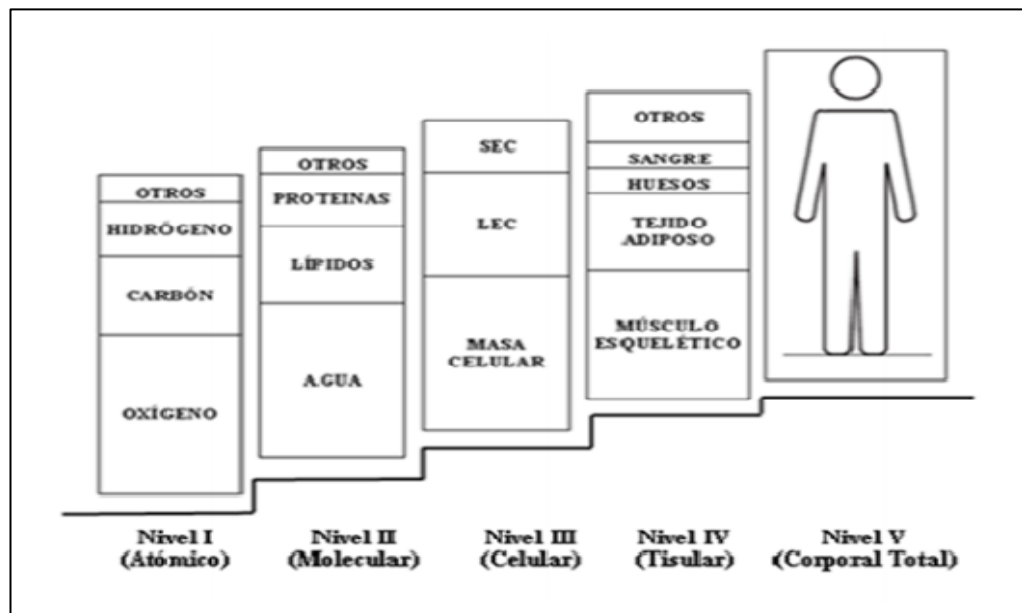 OTROS
HIDRÓGENO
CARBÓN
OXÍGENO
OTROS
PROTEINAS
LÍPIDOS
AGUA
SEC
LEC
MASA
CELULAR
OTROS
SANGRE
HUESOS
TEJIDO
ADIPOSO
MÚSCULO
ESQUELÉTICO
Nivel I
(Atómico)
Nivel II
(Molecular)
Nivel III
(Celular)
Nivel IV
(Tisular)
Nivel V
(Corporal Total)